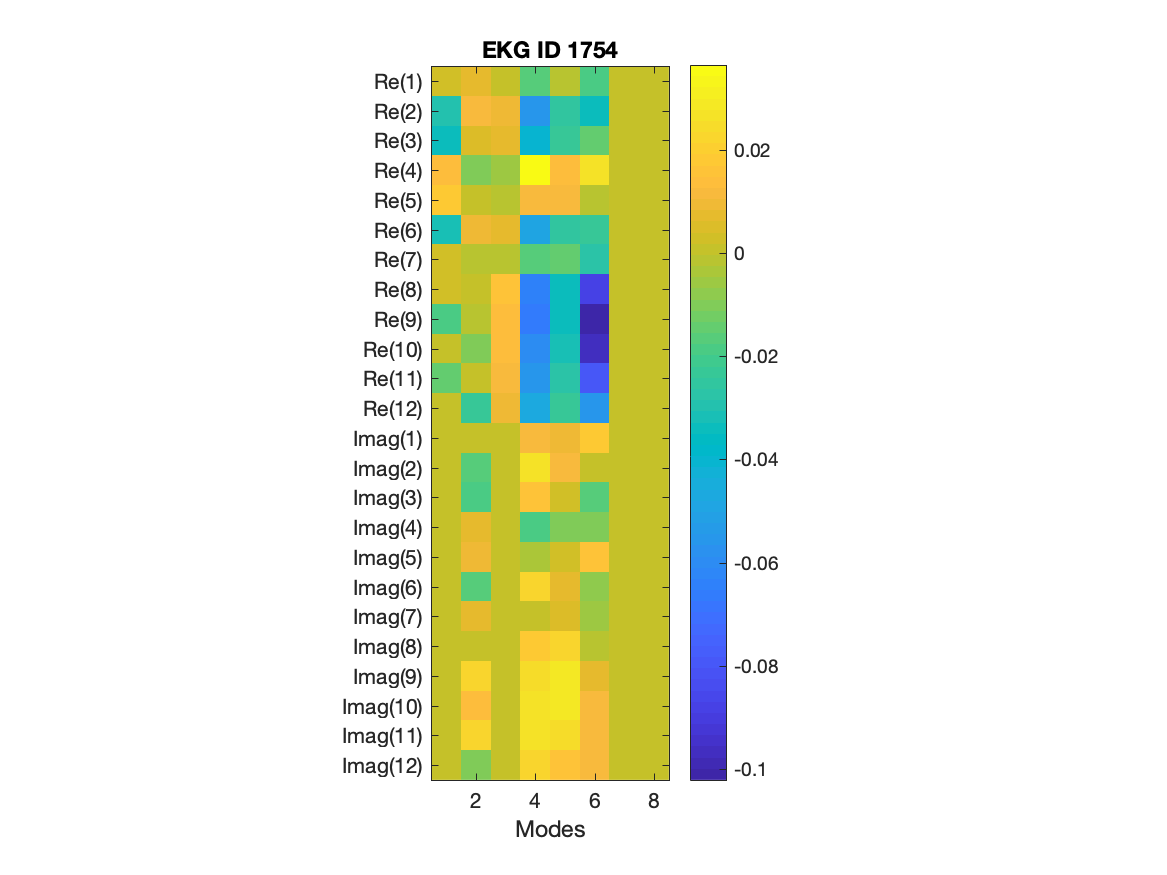 EKG ID 1754
Re(1)
Re(2)
Re(3)
Re(4)
Re(5)
Re(6)
Re(7)
Re(8)
Re(9)
Re(10)
Re(11)
Re(12)
Imag(1)
Imag(2)
Imag(3)
Imag(4)
Imag(5)
Imag(6)
Imag(7)
Imag(8)
Imag(9)
Imag(10)
Imag(11)
Imag(12)
2 4 6 8
Modes
0.02
0
-0.02
-0.04
-0.06
-0.08
-0.1